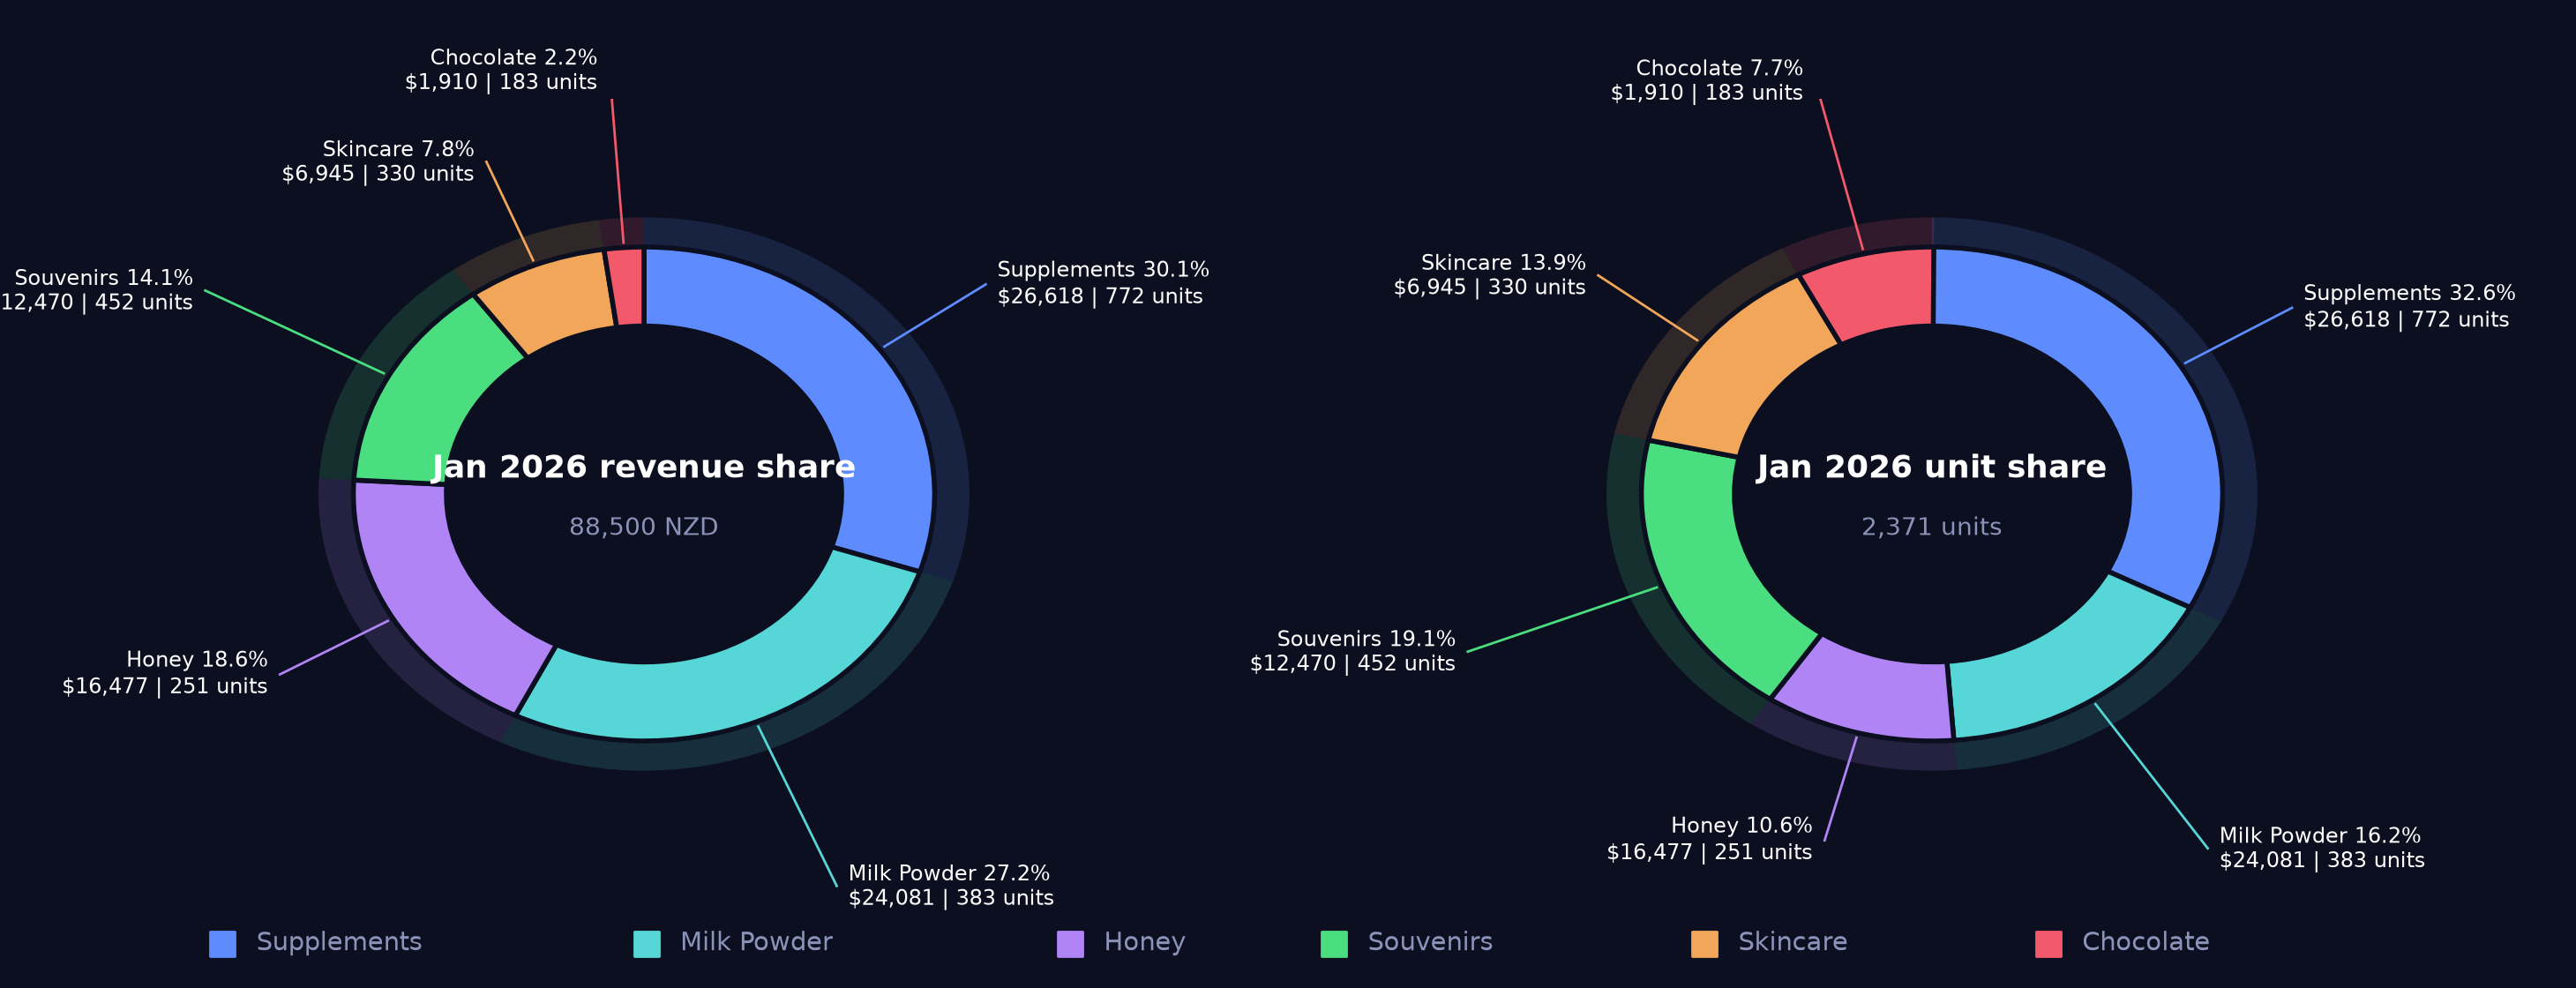 Chocolate 2.2%
$1,910 | 183 units
Skincare 7.8%
$6,945 | 330 units
Souvenirs 14.1%
12,470 | 452 units
Supplements 30.1%
$26,618 | 772 units
Jan 2026 revenue share
88,500 NZD
Honey 18.6%
$16,477 | 251 units
Milk Powder 27.2%
$24,081 | 383 units
Chocolate 7.7%
$1,910 | 183 units
Skincare 13.9%
$6,945 | 330 units
Supplements 32.6%
$26,618 | 772 units
Jan 2026 unit share
2,371 units
Souvenirs 19.1%
$12,470 | 452 units
Honey 10.6%
$16,477 | 251 units
Milk Powder 16.2%
$24,081 | 383 units
Supplements
Milk Powder
Honey
Souvenirs
Skincare
Chocolate